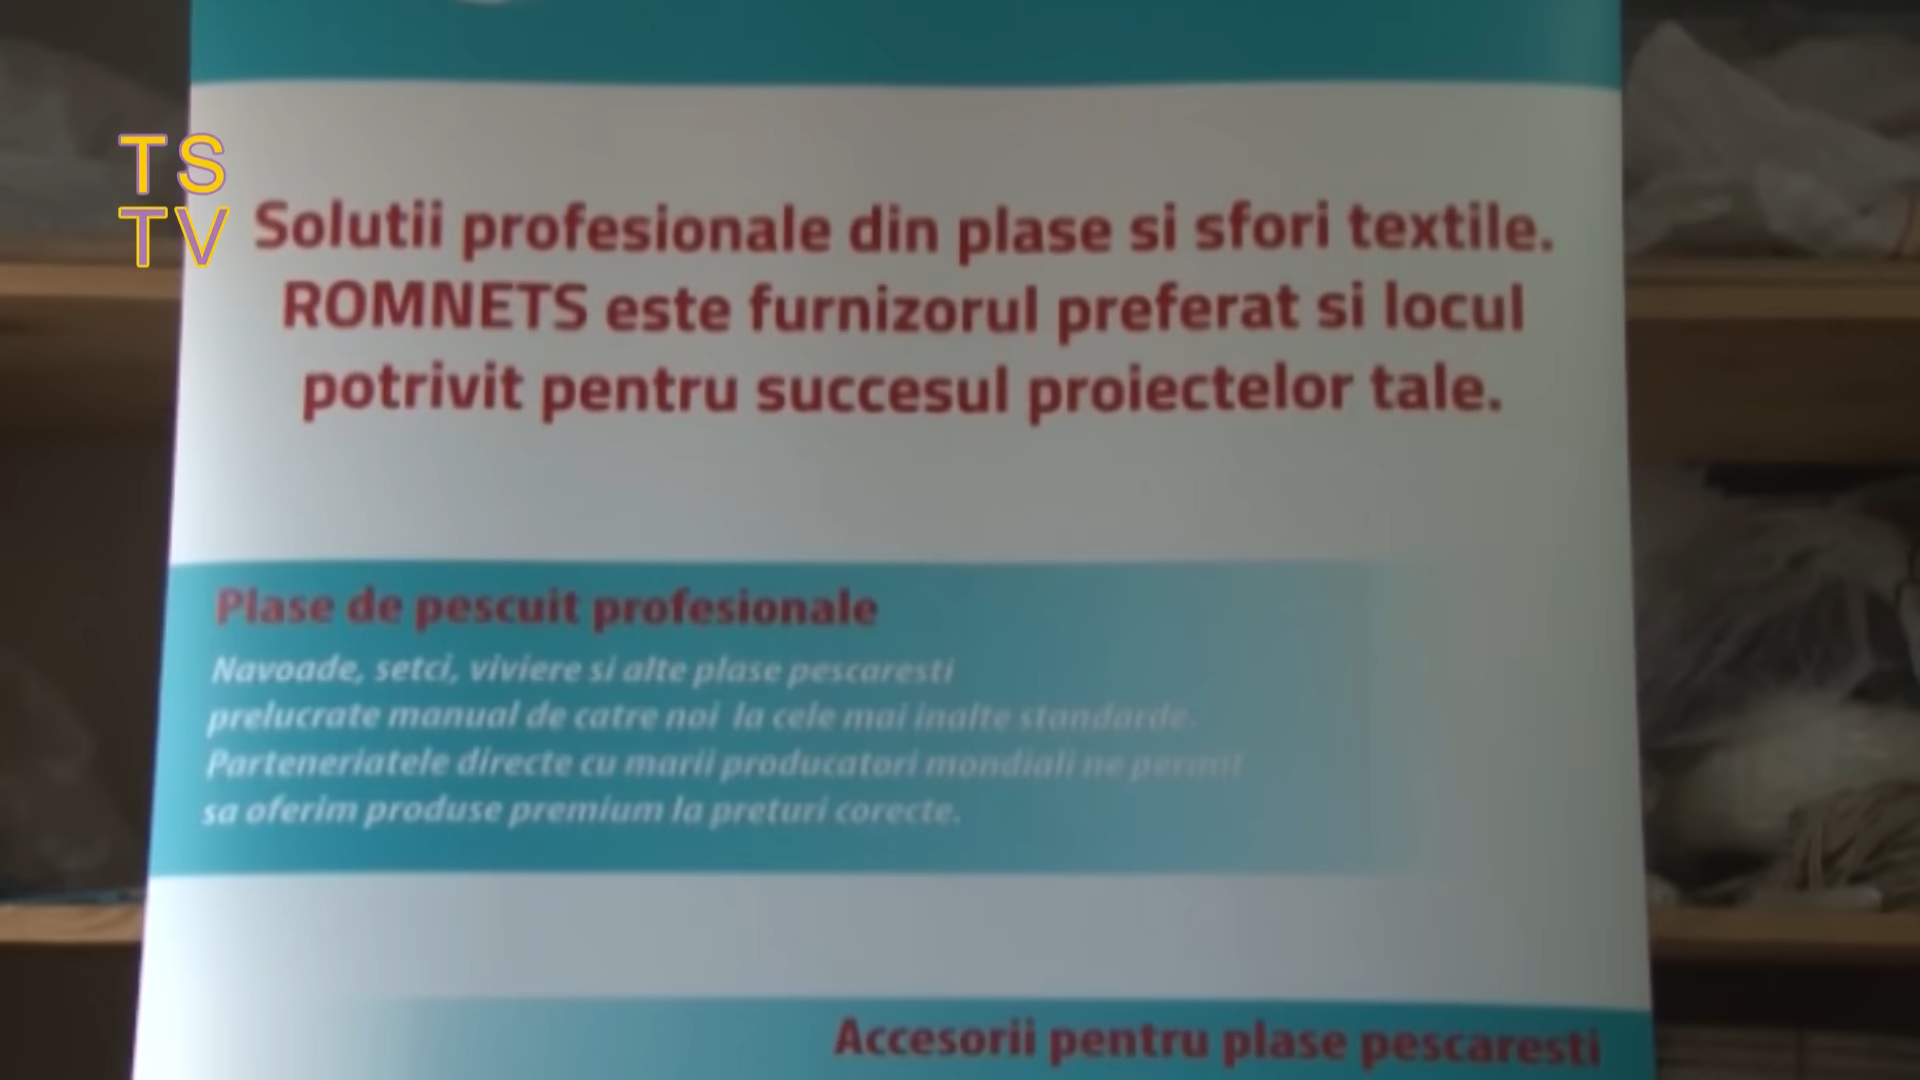 TS
TV
Solutii profesionale din plase si sfori textile.
ROMNETS este furnizorul preferat si locul
potrivit pentru succesul proiectelor tale.
Plase de pescuit profesionale
Navoade, setci, viviere si alte plase pescaresti
prelucrate manual de catre noi la cele mai inalte standarde.
Parteneriatele directe cu marii producatori mondiali ne permit
sa oferim produse premium la preturi corecte.
Accesorii pentru plase pescaresti